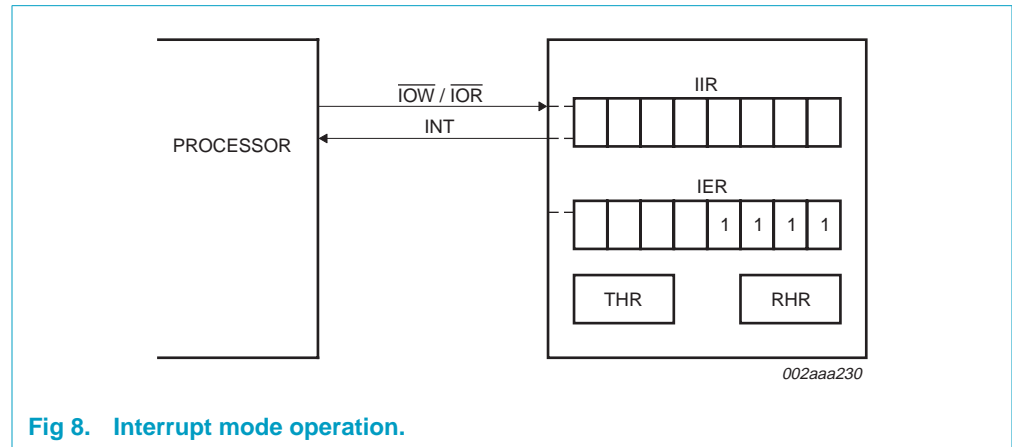 IOW / IOR
IIR
INT
PROCESSOR
IER
1 1 1 1
THR
RHR
002aaa230
Fig 8. Interrupt mode operation.